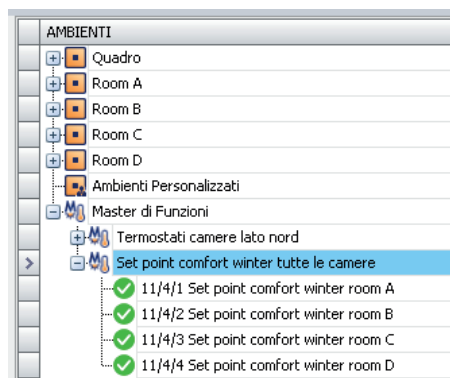 AMBIENTI
Quadro
Room A
Room B
Room C
Room D
Ambienti Personalizzati
Master di Funzioni
Termostati camere lato nord
Set point comfort winter tutte le camere
11/4/1 Set point comfort winter room A
11/4/2 Set point comfort winter room B
11/4/3 Set point comfort winter room C
11/4/4 Set point comfort winter room D